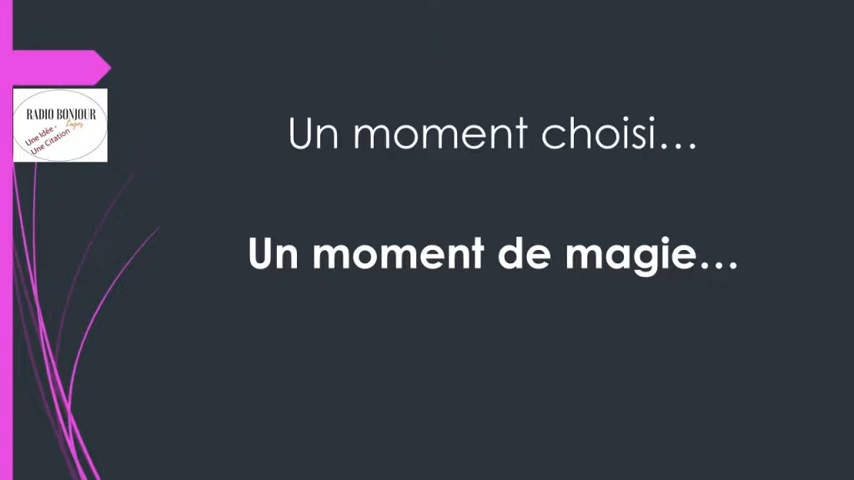 RADIO BONJOUR
Une Idée -
Une Citation
Un moment choisi…
Un moment de magie…